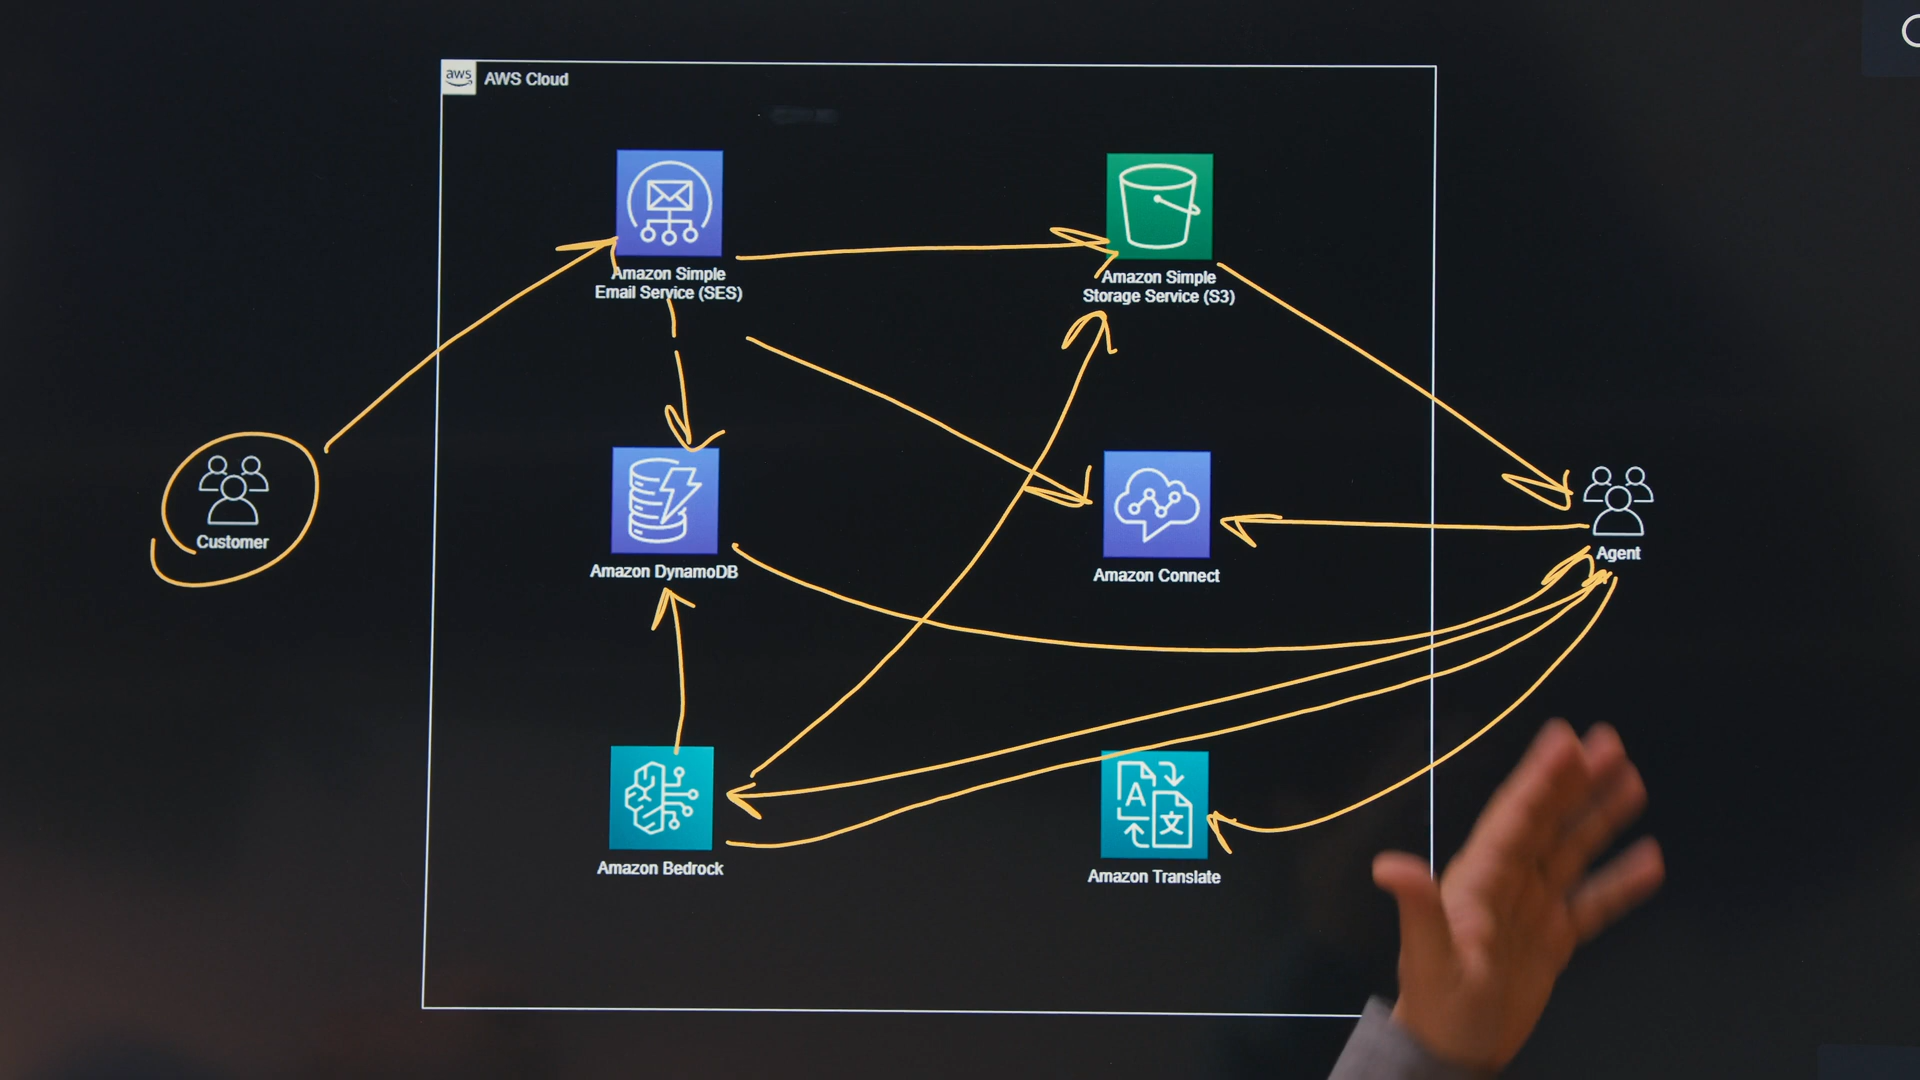 aws
AWS Cloud
Amazon Simple
Email Service (SES)
Amazon Simple
Storage Service (S3)
Customer
Amazon DynamoDB
Amazon Connect
Agent
A
文
Amazon Bedrock
Amazon Translate